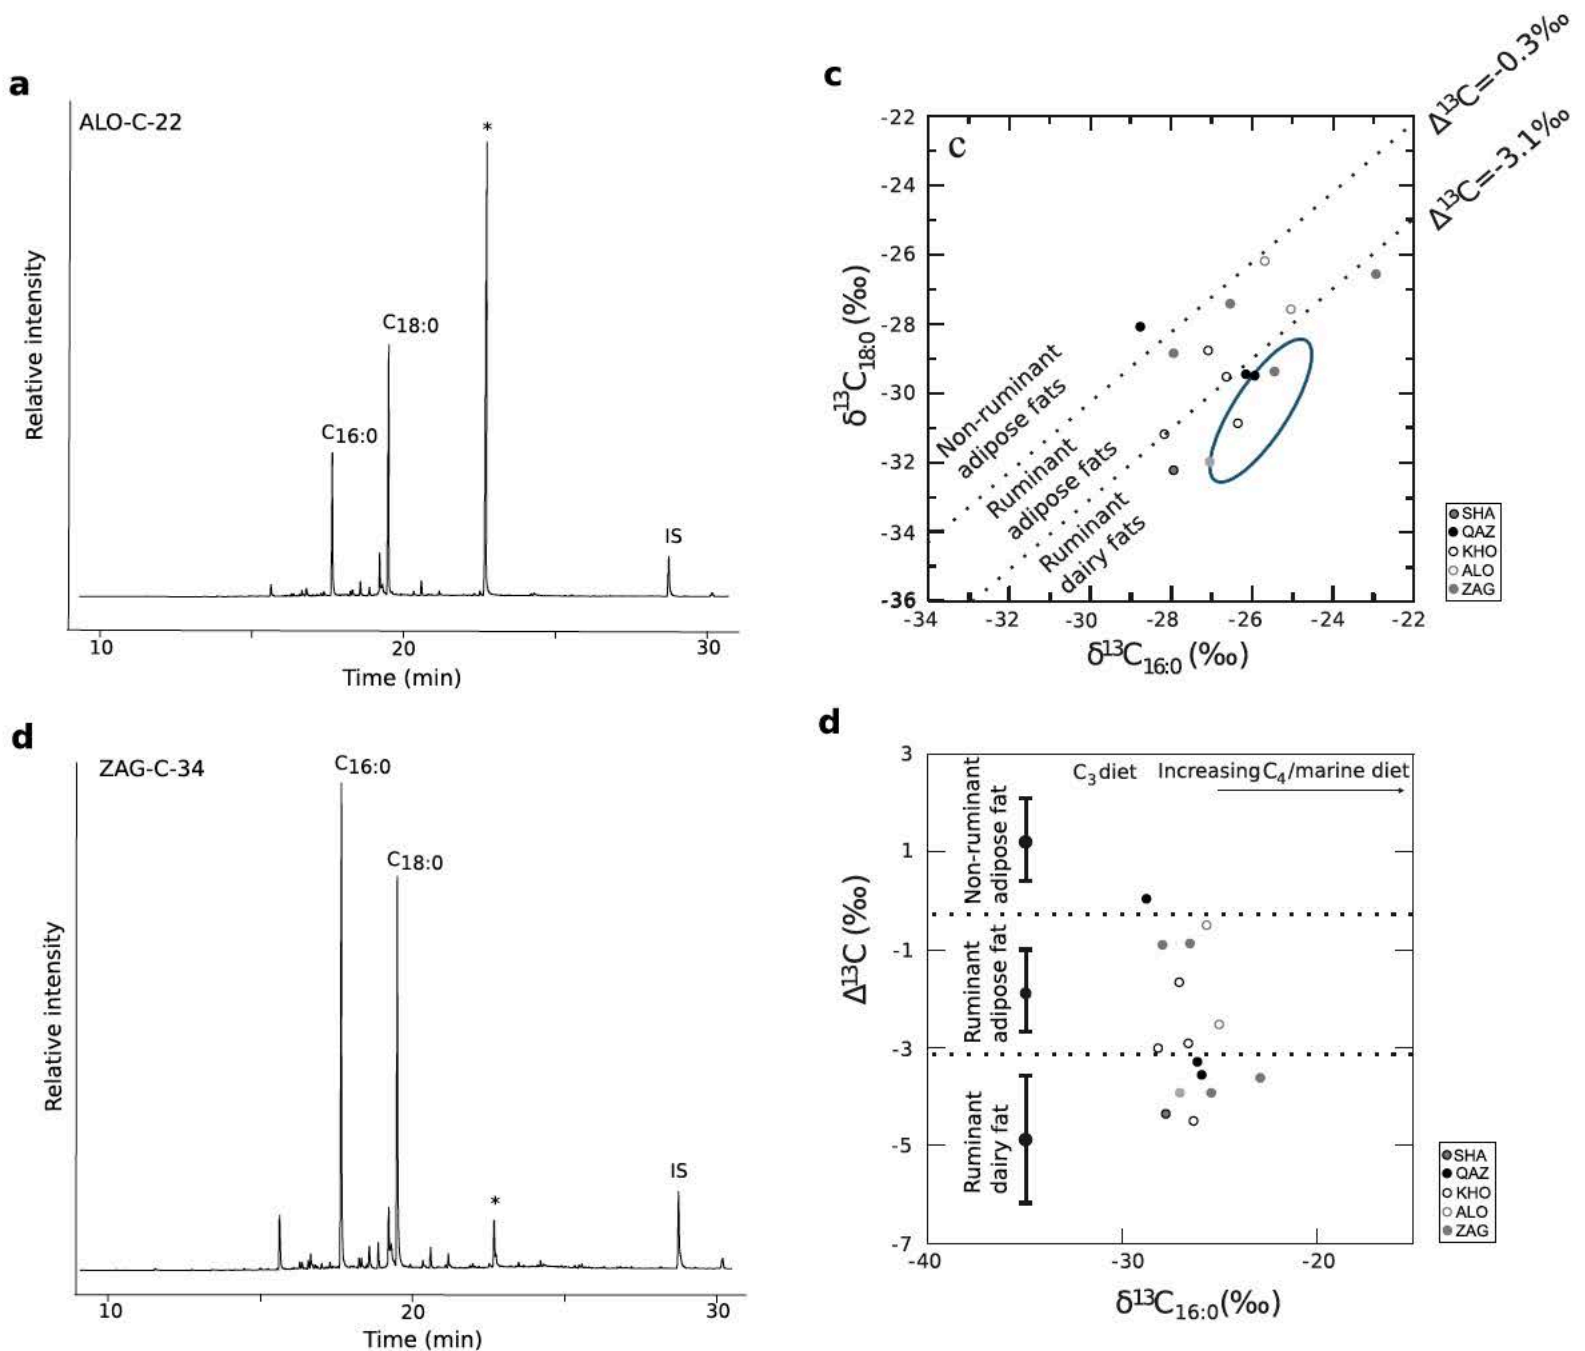 a
ALO-C-22
*
C18:0
C16:0
IS
Relative intensity
10
20
30
Time (min)
c
c
Δ¹³C=-0.3‰
Δ¹³C=-3.1‰
-22
-24
-26
-28
-30
-32
-34
-36
δ¹³C18:0 (‰)
Non-ruminant
adipose fats
Ruminant
adipose fats
Ruminant
dairy fats
-34
-32
-30
-28
-26
-24
-22
δ¹³C16:0 (‰)
SHA
QAZ
KHO
ALO
ZAG
d
ZAG-C-34
C16:0
C18:0
*
IS
Relative intensity
10
20
30
Time (min)
d
3
1
-1
-3
-5
-7
Δ¹³C (‰)
C3 diet
Increasing C4/marine diet
Non-ruminant
adipose fat
Ruminant
adipose fat
Ruminant
dairy fat
-40
-30
-20
δ¹³C16:0(‰)
SHA
QAZ
KHO
ALO
ZAG